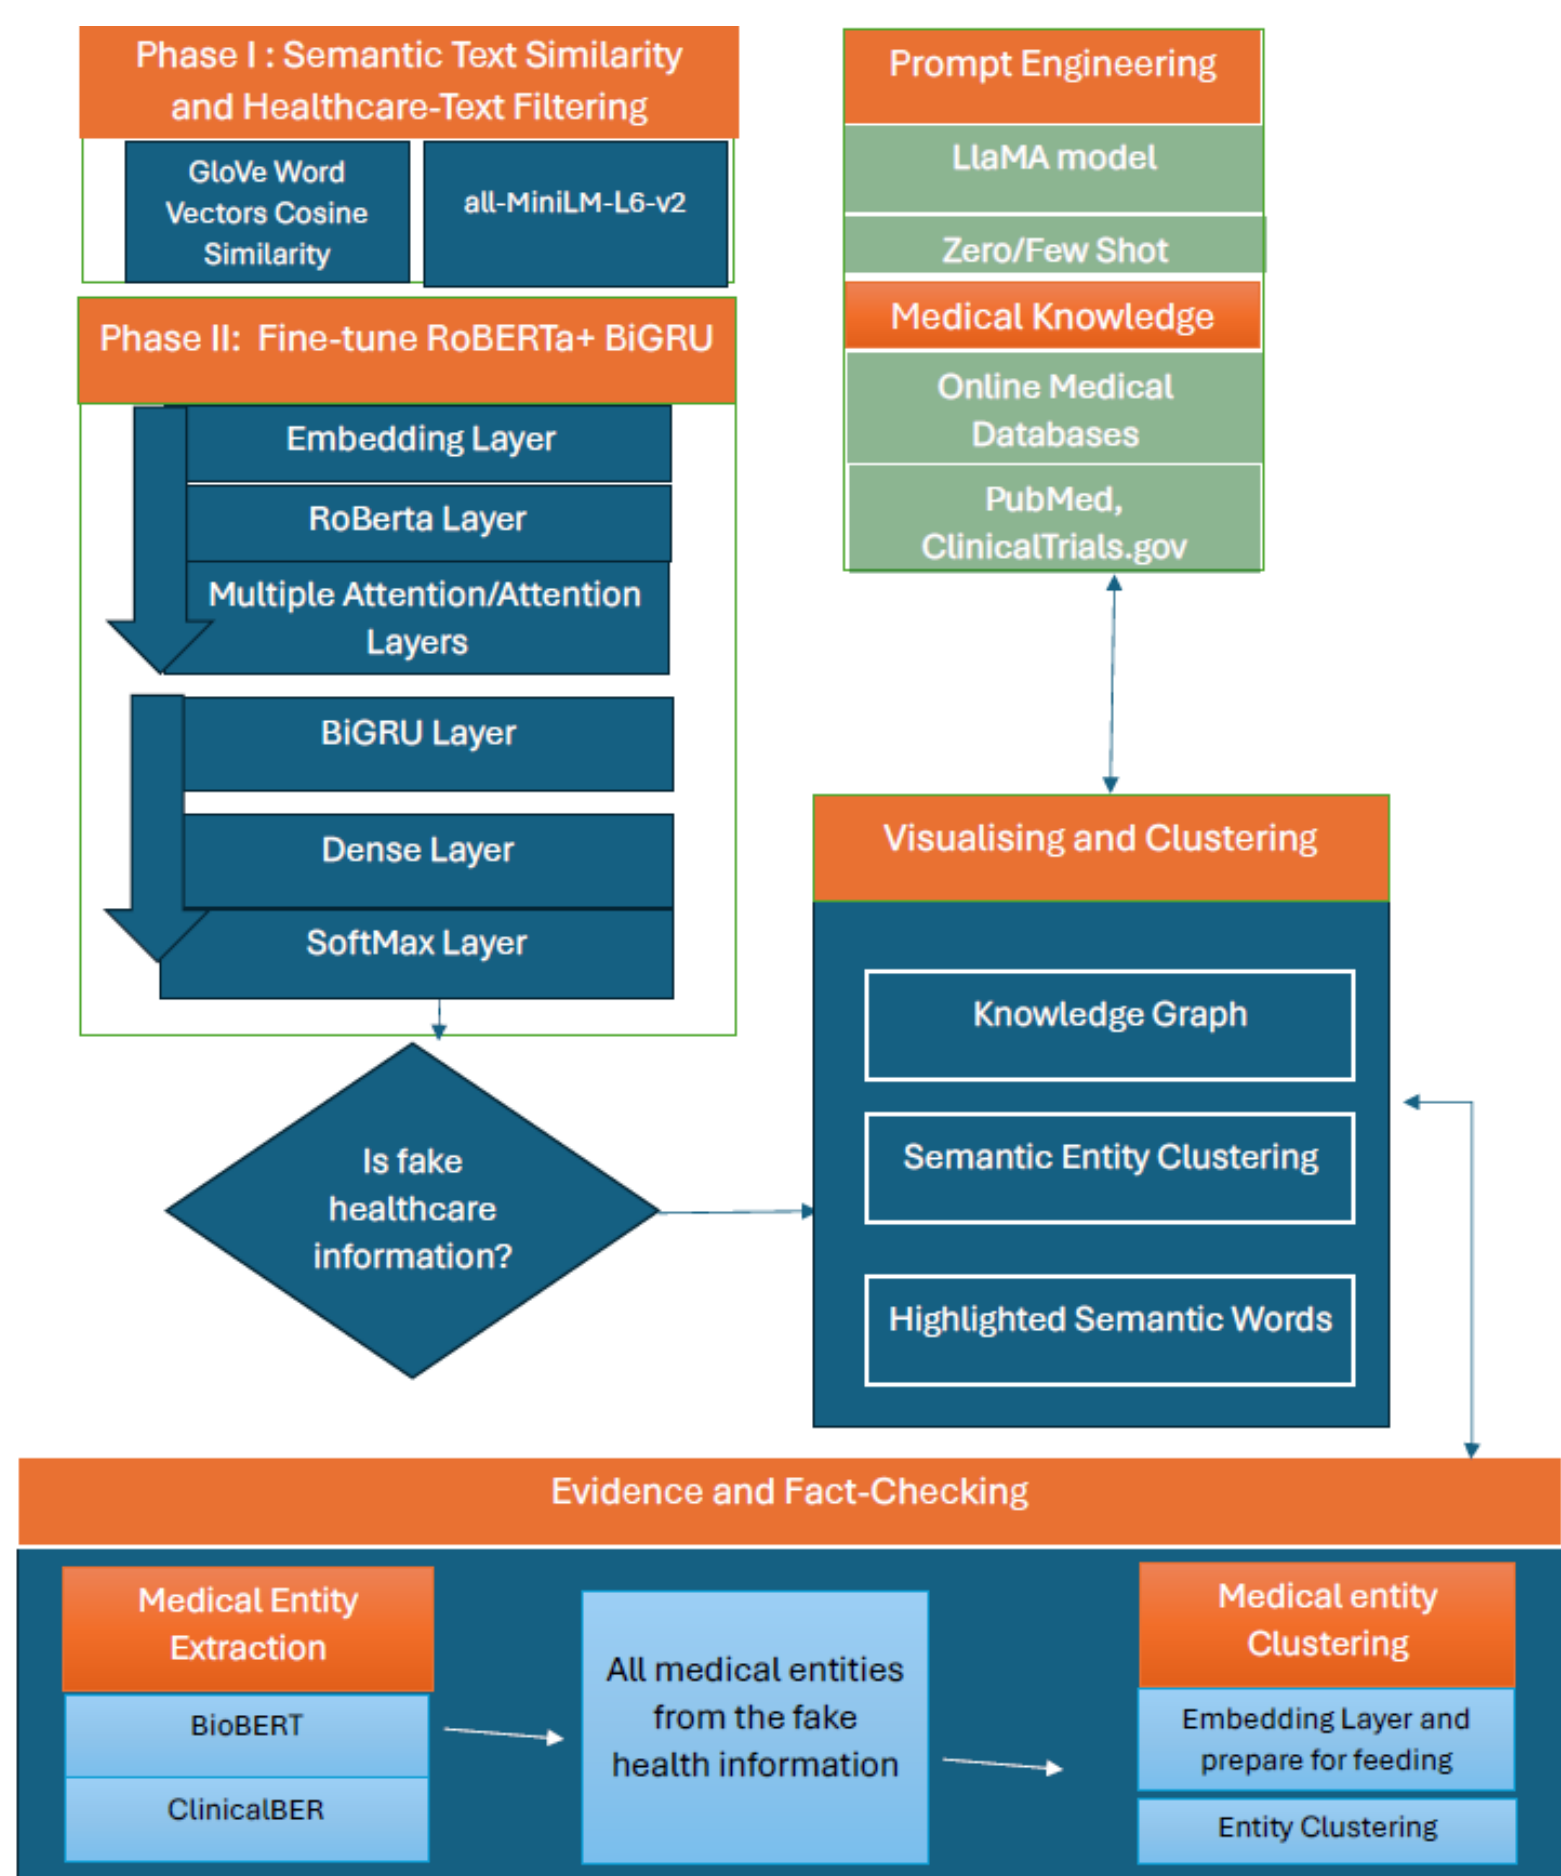 Phase I : Semantic Text Similarity
and Healthcare-Text Filtering
GloVe Word
Vectors Cosine
Similarity
all-MiniLM-L6-v2
Phase II:  Fine-tune RoBERTa+ BiGRU
Embedding Layer
RoBerta Layer
Multiple Attention/Attention
Layers
BiGRU Layer
Dense Layer
SoftMax Layer
Is fake
healthcare
information?
Prompt Engineering
LlaMA model
Zero/Few Shot
Medical Knowledge
Online Medical
Databases
PubMed,
ClinicalTrials.gov
Visualising and Clustering
Knowledge Graph
Semantic Entity Clustering
Highlighted Semantic Words
Evidence and Fact-Checking
Medical Entity
Extraction
BioBERT
ClinicalBER
All medical entities
from the fake
health information
Medical entity
Clustering
Embedding Layer and
prepare for feeding
Entity Clustering